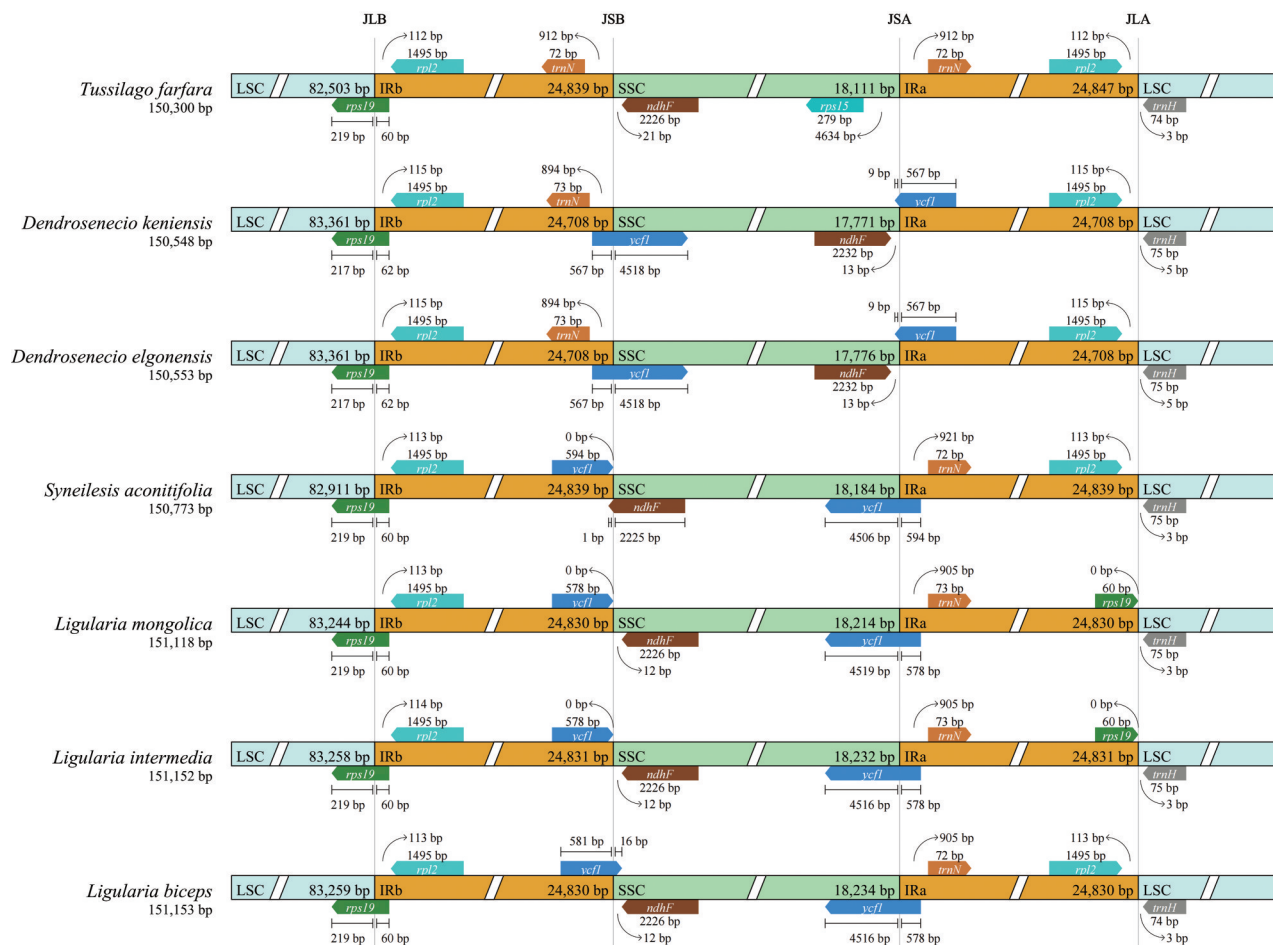 JLB JSB JSA JLA
112 bp 912 bp 912 bp 112 bp
1495 bp 72 bp 72 bp 1495 bp
rpl2 trnN trnN rpl2
Tussilago farfara LSC 82,503 bp IRb 24,839 bp SSC 18,111 bp IRa 24,847 bp LSC
150,300 bp rps19 ndhF rps15 trnH
2226 bp 279 bp 74 bp
219 bp 60 bp 21 bp 4634 bp 3 bp
115 bp 894 bp 9 bp 567 bp 115 bp
1495 bp 73 bp 1495 bp
rpl2 trnN ycf1 rpl2
Dendrosenecio keniensis LSC 83,361 bp IRb 24,708 bp SSC 17,771 bp IRa 24,708 bp LSC
150,548 bp rps19 ycf1 ndhF trnH
2232 bp 75 bp
217 bp 62 bp 567 bp 4518 bp 13 bp 5 bp
115 bp 894 bp 9 bp 567 bp 115 bp
1495 bp 73 bp 1495 bp
rpl2 trnN ycf1 rpl2
Dendrosenecio elgonensis LSC 83,361 bp IRb 24,708 bp SSC 17,776 bp IRa 24,708 bp LSC
150,553 bp rps19 ycf1 ndhF trnH
2232 bp 75 bp
217 bp 62 bp 567 bp 4518 bp 13 bp 5 bp
113 bp 0 bp 921 bp 113 bp
1495 bp 594 bp 72 bp 1495 bp
rpl2 ycf1 trnN rpl2
Syneilesis aconitifolia LSC 82,911 bp IRb 24,839 bp SSC 18,184 bp IRa 24,839 bp LSC
150,773 bp rps19 ndhF ycf1 trnH
75 bp
219 bp 60 bp 1 bp 2225 bp 4506 bp 594 bp 3 bp
113 bp 0 bp 905 bp 0 bp
1495 bp 578 bp 73 bp 60 bp
rpl2 ycf1 trnN rps19
Ligularia mongolica LSC 83,244 bp IRb 24,830 bp SSC 18,214 bp IRa 24,830 bp LSC
151,118 bp rps19 ndhF ycf1 trnH
2226 bp 75 bp
219 bp 60 bp 12 bp 4519 bp 578 bp 3 bp
114 bp 0 bp 905 bp 0 bp
1495 bp 578 bp 73 bp 60 bp
rpl2 ycf1 trnN rps19
Ligularia intermedia LSC 83,258 bp IRb 24,831 bp SSC 18,232 bp IRa 24,831 bp LSC
151,152 bp rps19 ndhF ycf1 trnH
2226 bp 75 bp
219 bp 60 bp 12 bp 4516 bp 578 bp 3 bp
113 bp 581 bp 16 bp 905 bp 113 bp
1495 bp 72 bp 1495 bp
rpl2 ycf1 trnN rpl2
Ligularia biceps LSC 83,259 bp IRb 24,830 bp SSC 18,234 bp IRa 24,830 bp LSC
151,153 bp rps19 ndhF ycf1 trnH
2226 bp 74 bp
219 bp 60 bp 12 bp 4516 bp 578 bp 3 bp